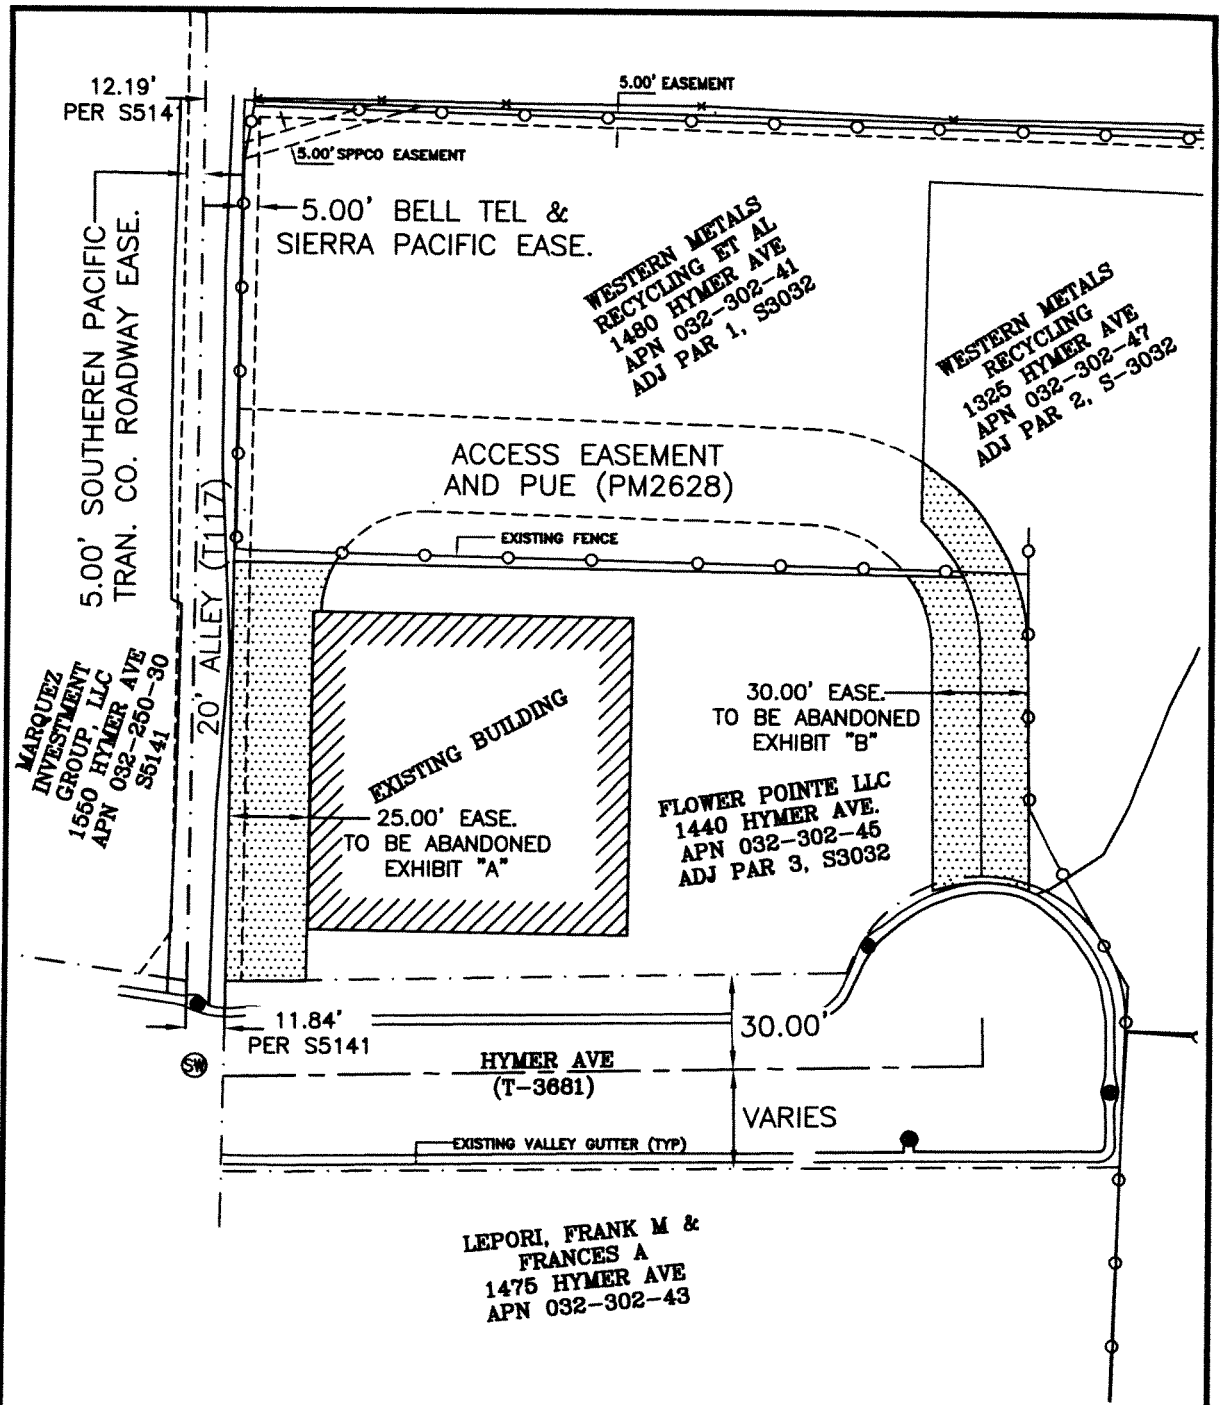 12.19'
PER S5141
5.00' EASEMENT
5.00' SPPCO EASEMENT
5.00' BELL TEL &
SIERRA PACIFIC EASE.
5.00' SOUTHEREN PACIFIC
TRAN. CO. ROADWAY EASE.
WESTERN METALS
RECYCLING ET AL
1480 HYMER AVE
APN 032-302-41
ADJ PAR 1, S3032
WESTERN METALS
RECYCLING
1325 HYMER AVE
APN 032-302-47
ADJ PAR 2, S-3032
ACCESS EASEMENT
AND PUE (PM2628)
EXISTING FENCE
20' ALLEY (T117)
MARQUEZ
INVESTMENT
GROUP, LLC
1550 HYMER AVE
APN 032-250-30
S5141
EXISTING BUILDING
25.00' EASE.
TO BE ABANDONED
EXHIBIT "A"
30.00' EASE.
TO BE ABANDONED
EXHIBIT "B"
FLOWER POINTE LLC
1440 HYMER AVE.
APN 032-302-45
ADJ PAR 3, S3032
11.84'
PER S5141
30.00'
SW
HYMER AVE
(T-3681)
VARIES
EXISTING VALLEY GUTTER (TYP)
LEPORI, FRANK M &
FRANCES A
1475 HYMER AVE
APN 032-302-43